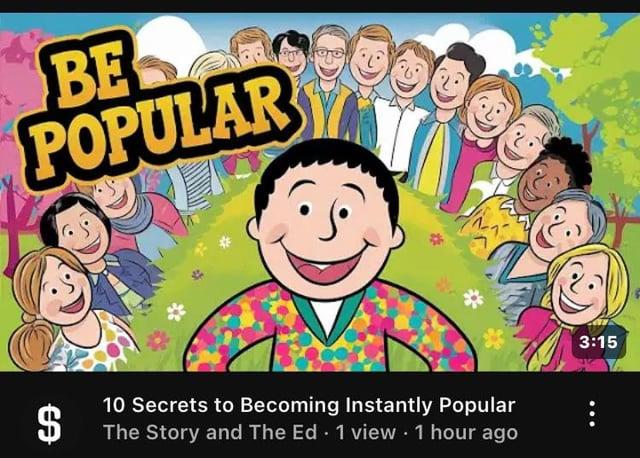 BE
POPULAR
3:15
$
10 Secrets to Becoming Instantly Popular
The Story and The Ed · 1 view · 1 hour ago